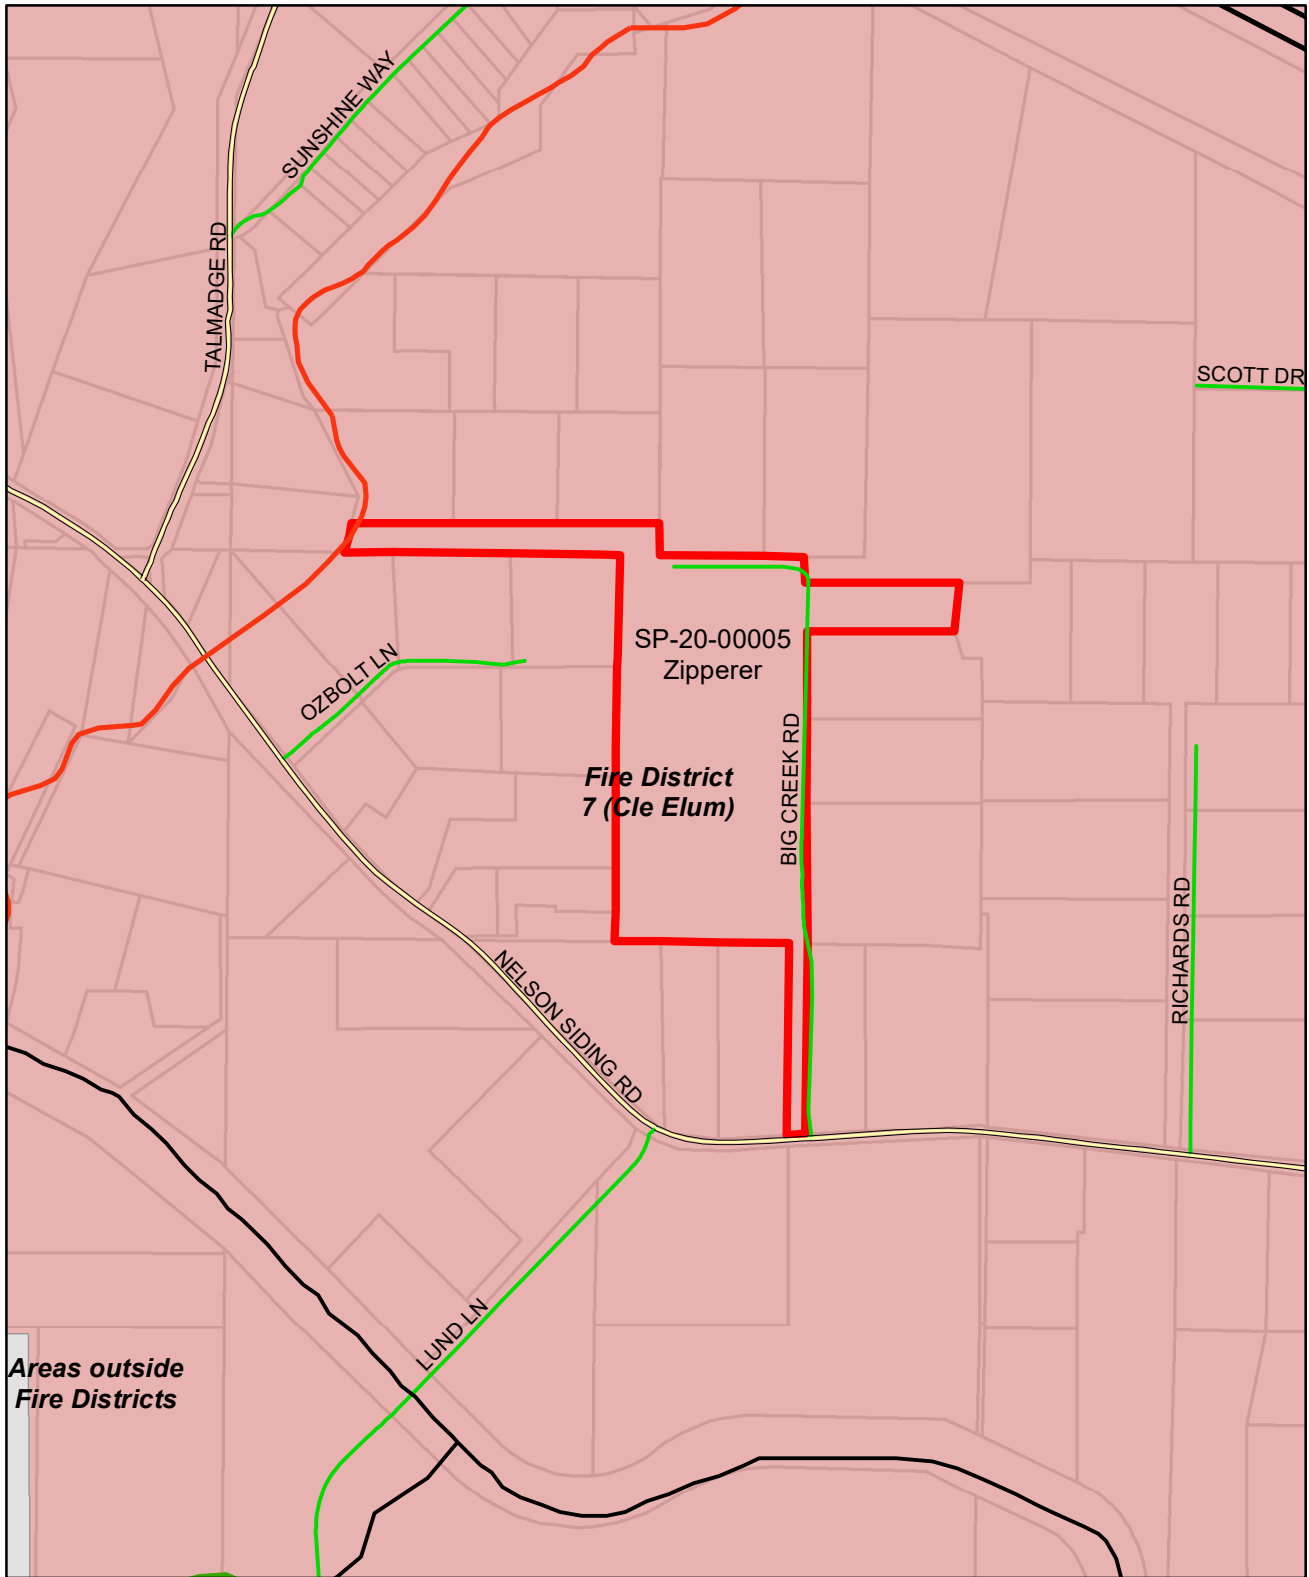 SUNSHINE WAY
TALMADGE RD
SCOTT DR
SP-20-00005
Zipperer
OZBOLT LN
BIG CREEK RD
Fire District
7 (Cle Elum)
RICHARDS RD
NELSON SIDING RD
LUND LN
Areas outside
Fire Districts